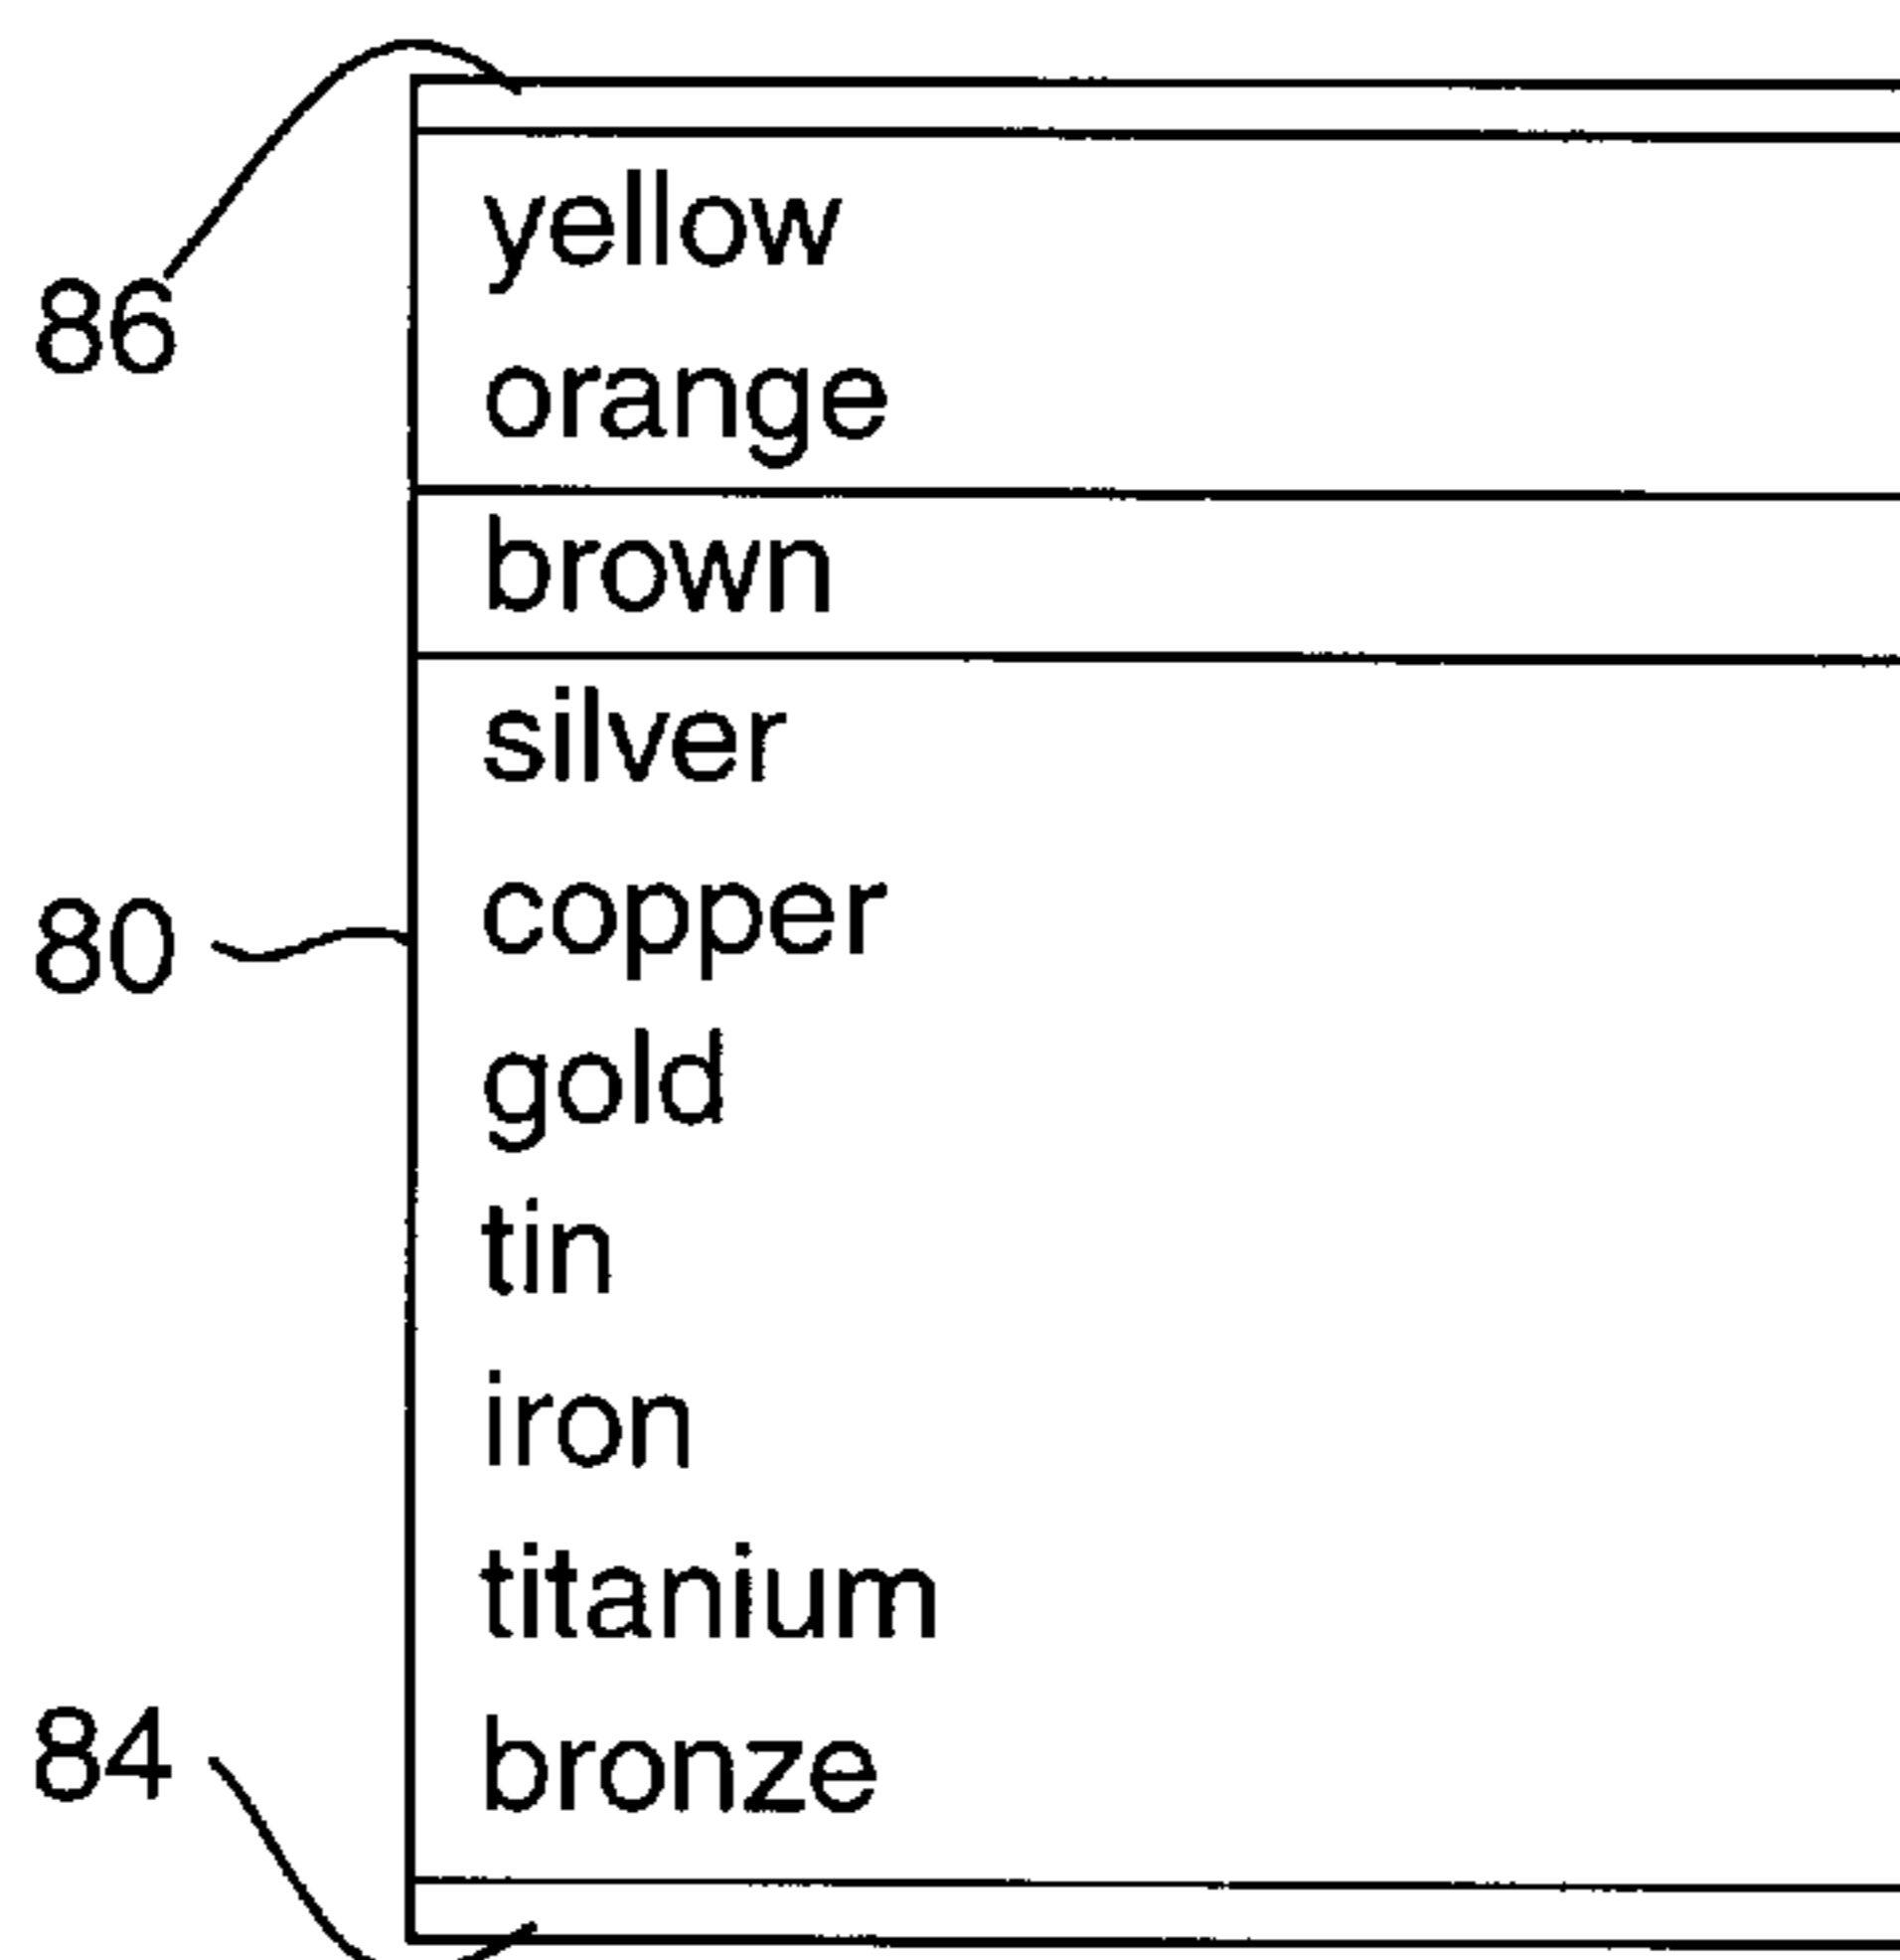 yellow
86
orange
brown
silver
copper
80
gold
tin
iron
titanium
84
bronze